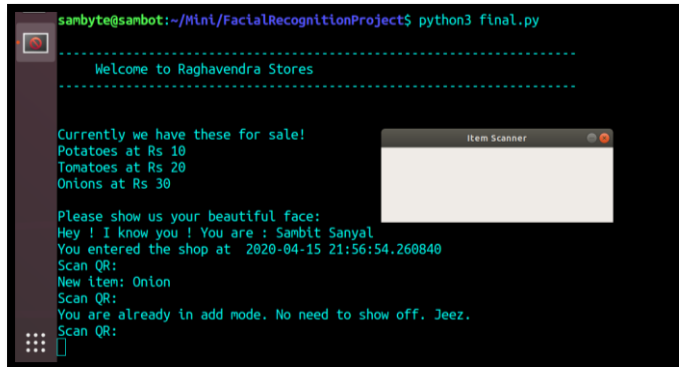 sambyte@sambot:~/Mini/FacialRecognitionProject$ python3 final.py
---------------------------------------------------------------------
Welcome to Raghavendra Stores
---------------------------------------------------------------------
Currently we have these for sale!
Potatoes at Rs 10
Tomatoes at Rs 20
Onions at Rs 30
Item Scanner
Please show us your beautiful face:
Hey ! I know you ! You are : Sambit Sanyal
You entered the shop at  2020-04-15 21:56:54.260840
Scan QR:
New item: Onion
Scan QR:
You are already in add mode. No need to show off. Jeez.
Scan QR: